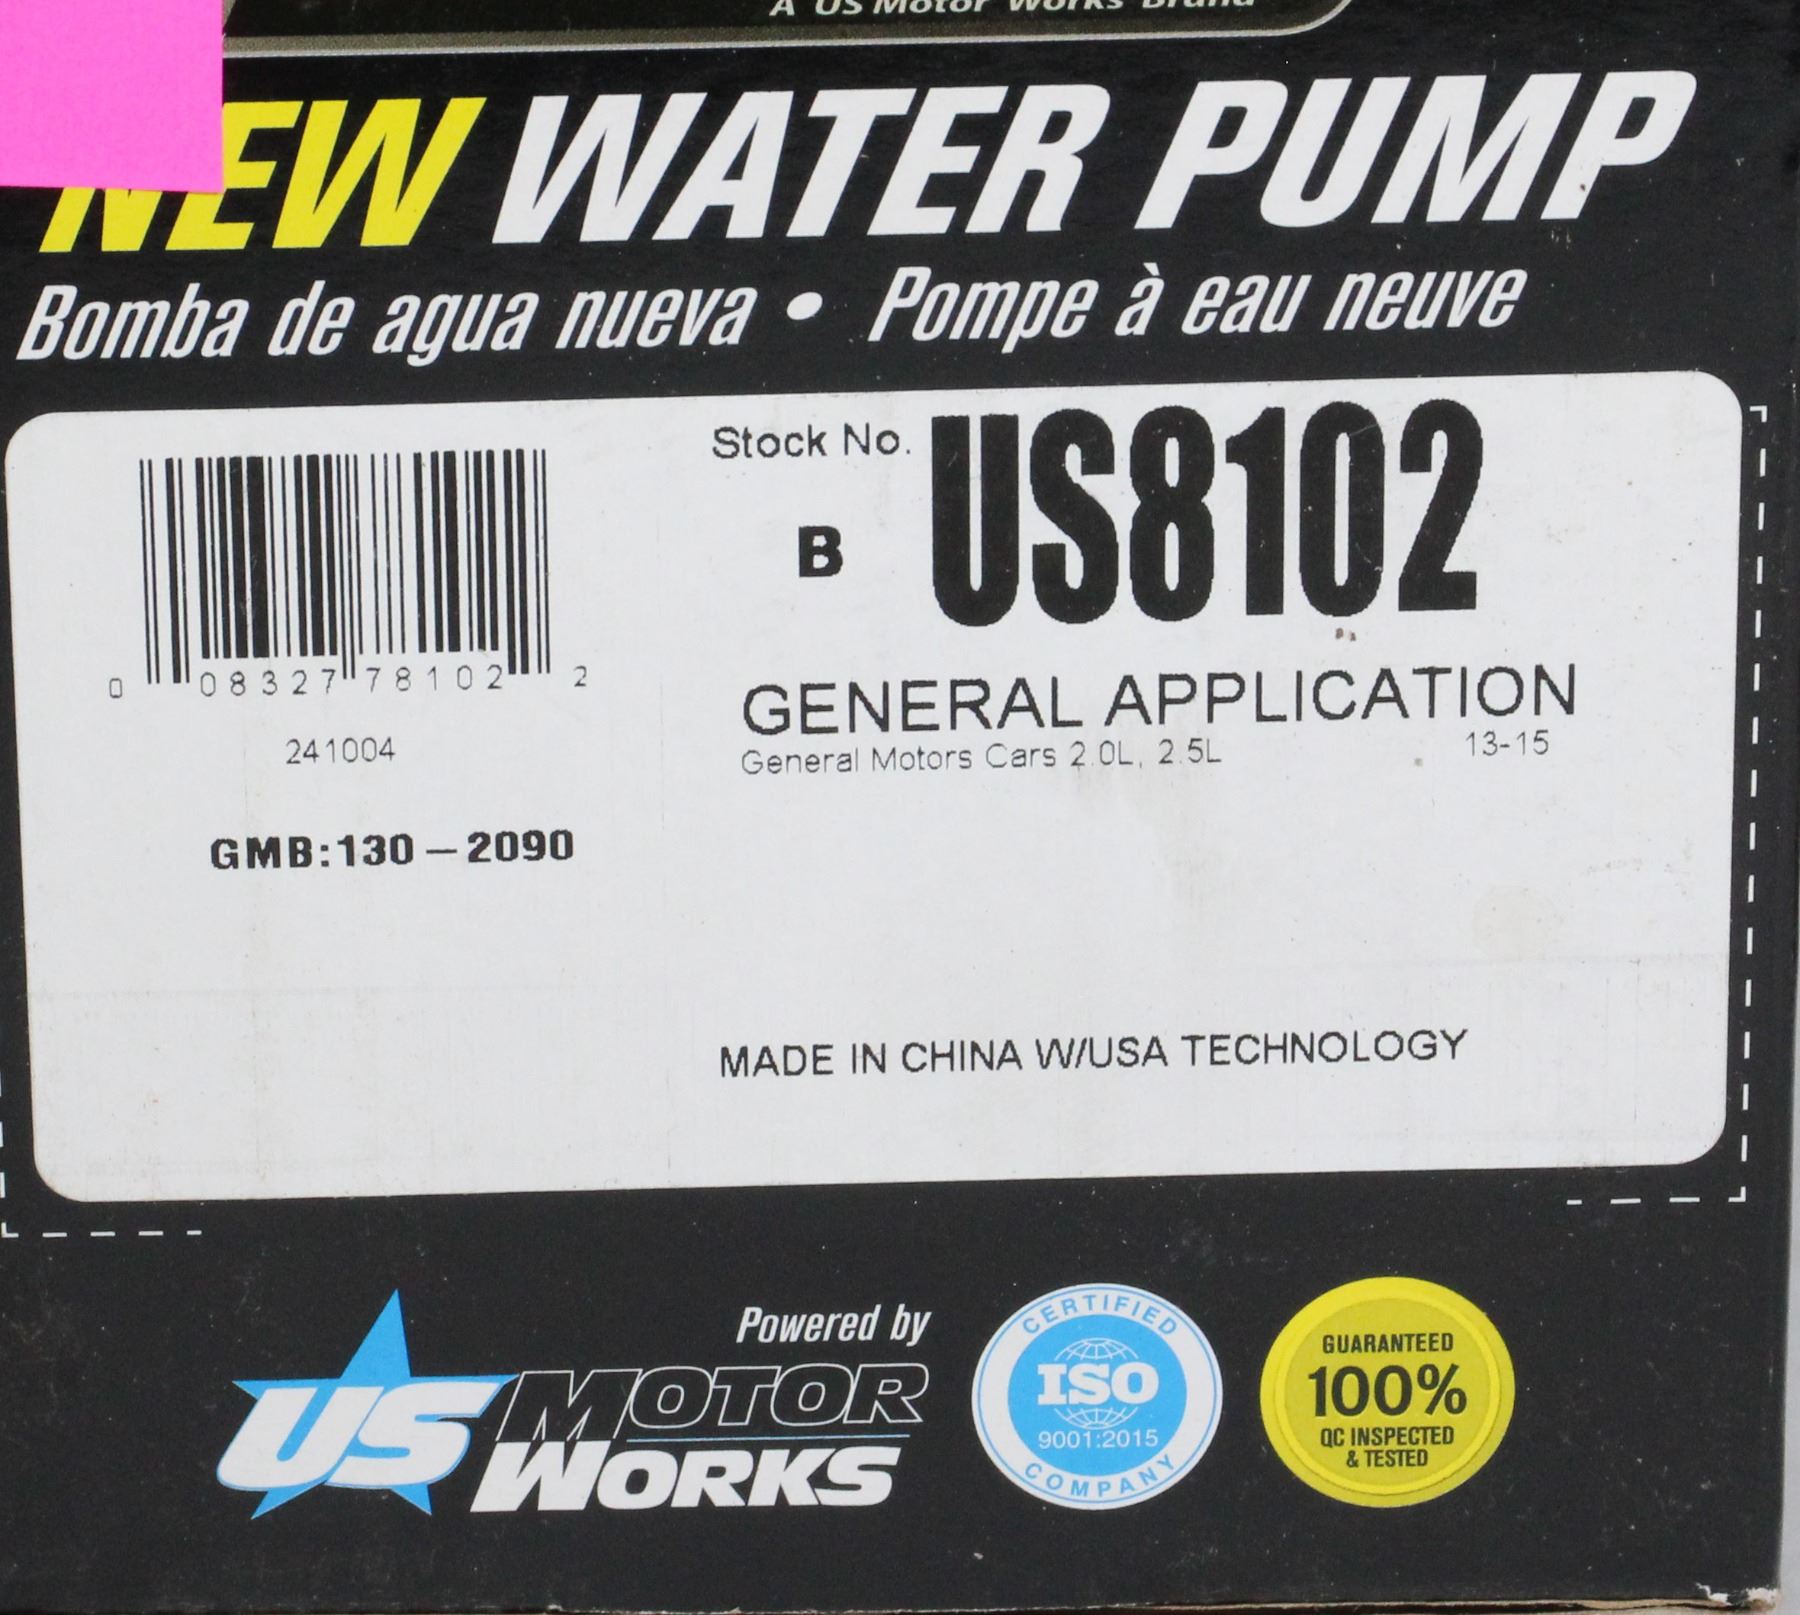 A US Motor Works Brand
NEW WATER PUMP
Bomba de agua nueva • Pompe à eau neuve
Stock No. US8102
B
0 08327 78102 2
241004
GENERAL APPLICATION
General Motors Cars 2.0L, 2.5L 13-15
GMB:130-2090
MADE IN CHINA W/USA TECHNOLOGY
Powered by
US MOTOR
WORKS
CERTIFIED
ISO
9001:2015
COMPANY
GUARANTEED
100%
QC INSPECTED
& TESTED